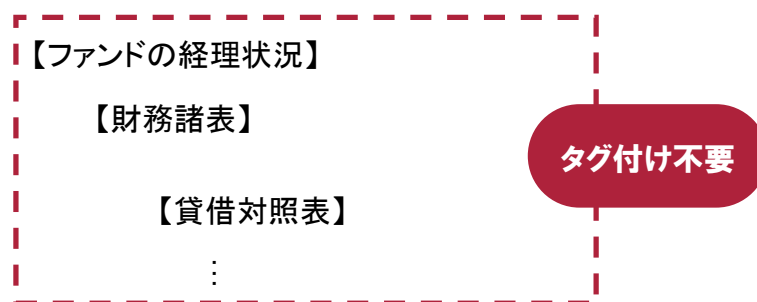 【ファンドの経理状況】
【財務諸表】
タグ付け不要
【貸借対照表】
⋮